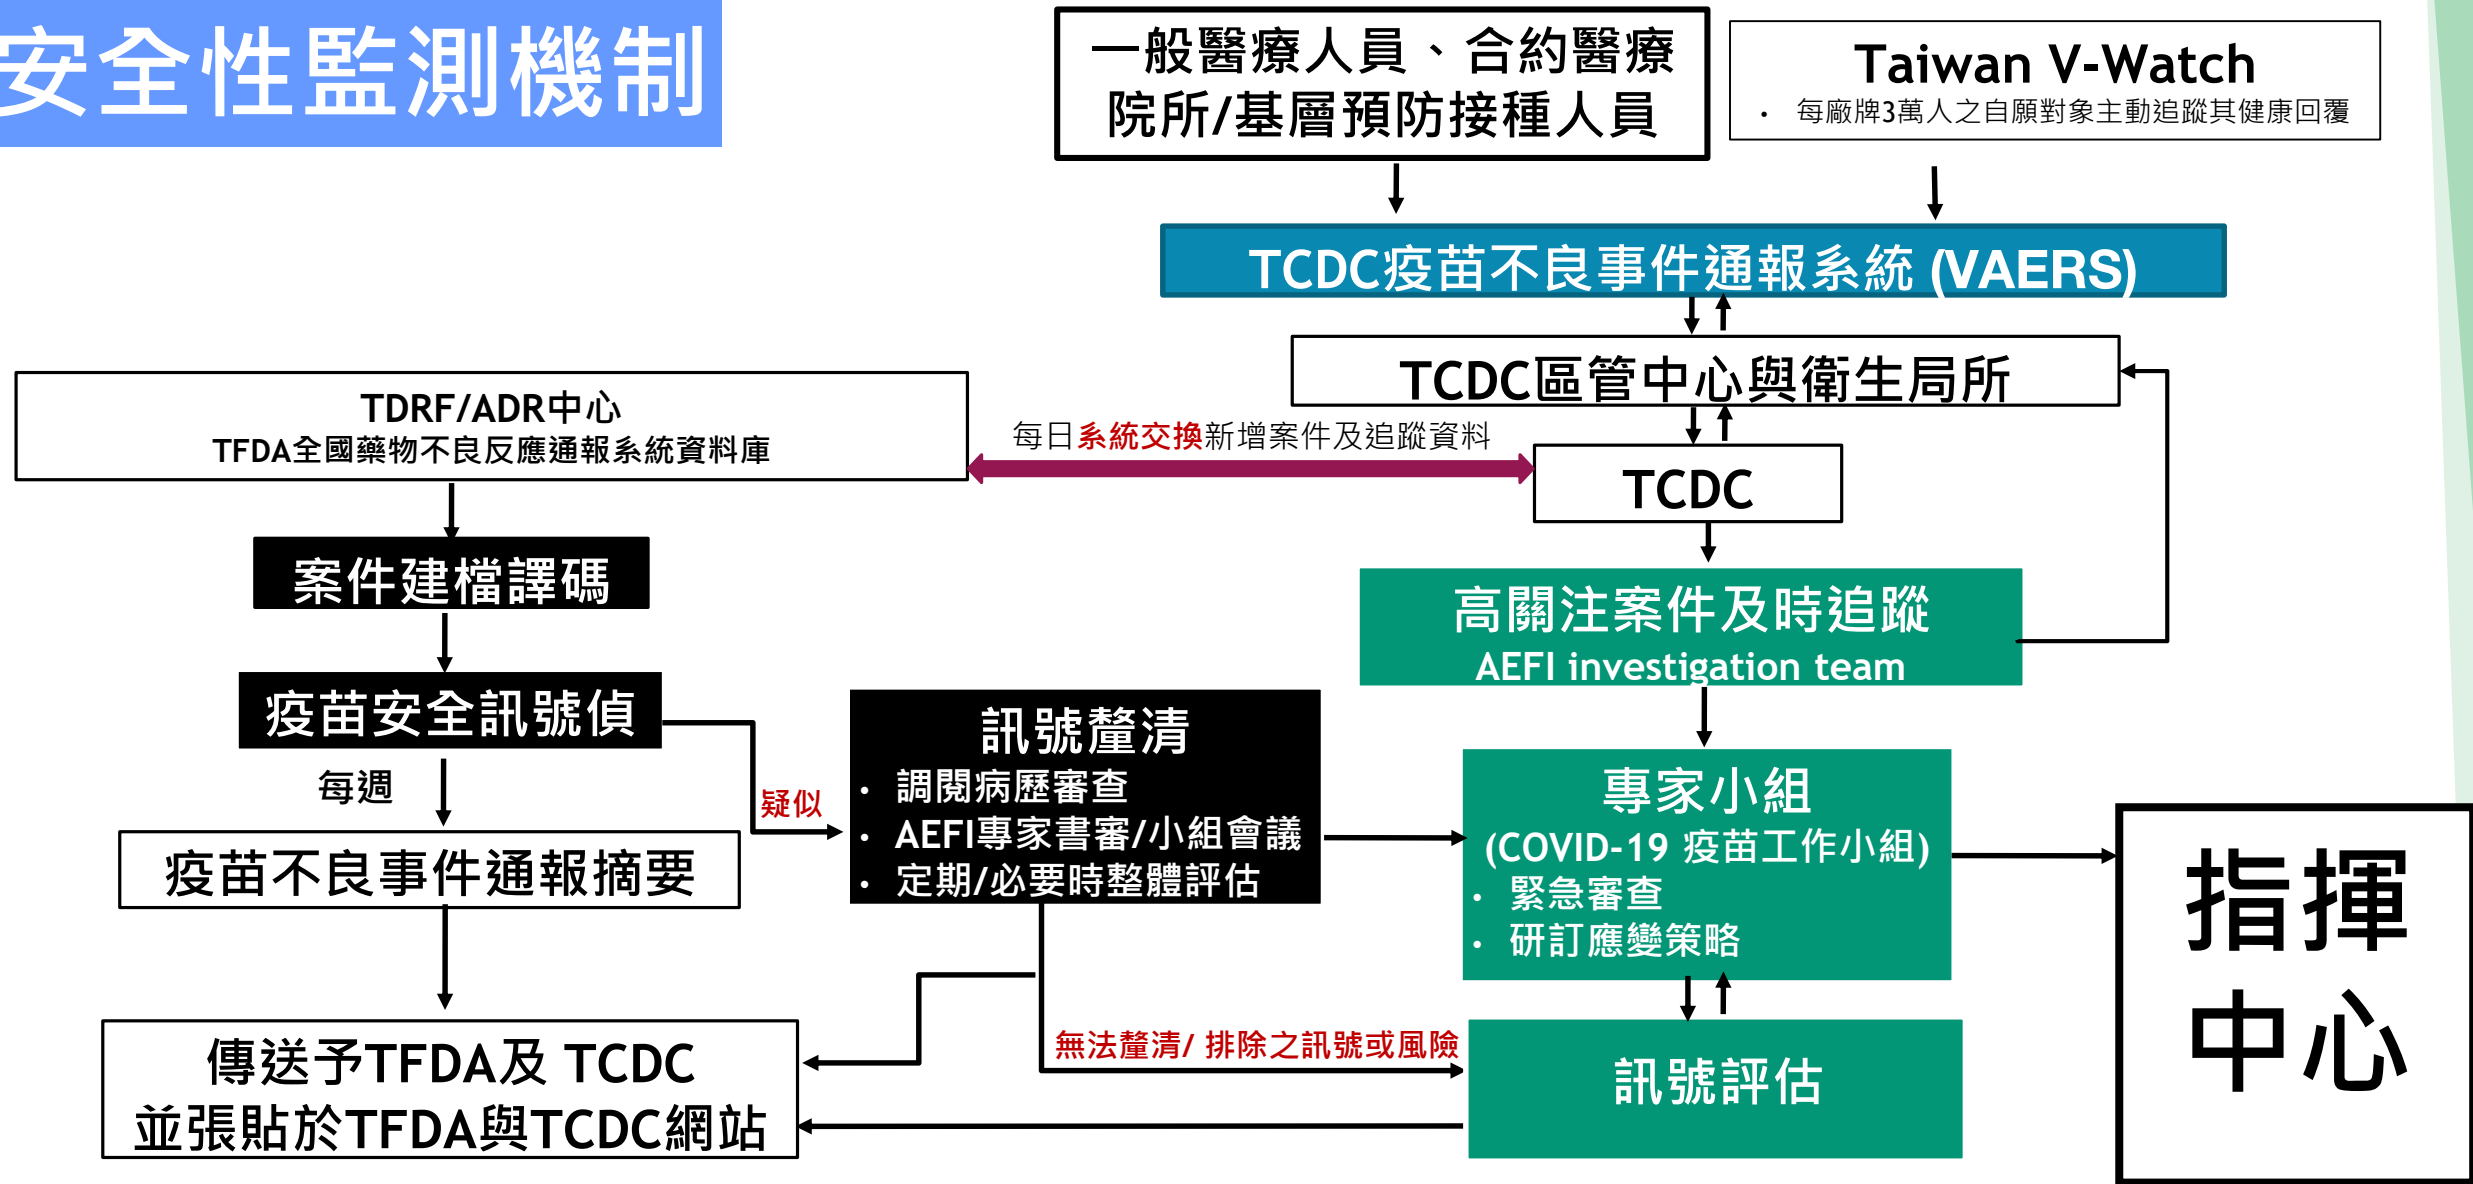 安全性監測機制
一般醫療人員、合約醫療
院所/基層預防接種人員
Taiwan V-Watch
• 每廠牌3萬人之自願對象主動追蹤其健康回覆
TCDC疫苗不良事件通報系統 (VAERS)
TCDC區管中心與衛生局所
TDRF/ADR中心
TFDA全國藥物不良反應通報系統資料庫
每日系統交換新增案件及追蹤資料
TCDC
案件建檔譯碼
高關注案件及時追蹤
AEFI investigation team
疫苗安全訊號偵
每週
疑似
訊號釐清
• 調閱病歷審查
• AEFI專家書審/小組會議
• 定期/必要時整體評估
專家小組
(COVID-19 疫苗工作小組)
• 緊急審查
• 研訂應變策略
指揮
中心
疫苗不良事件通報摘要
無法釐清/ 排除之訊號或風險
傳送予TFDA及 TCDC
並張貼於TFDA與TCDC網站
訊號評估